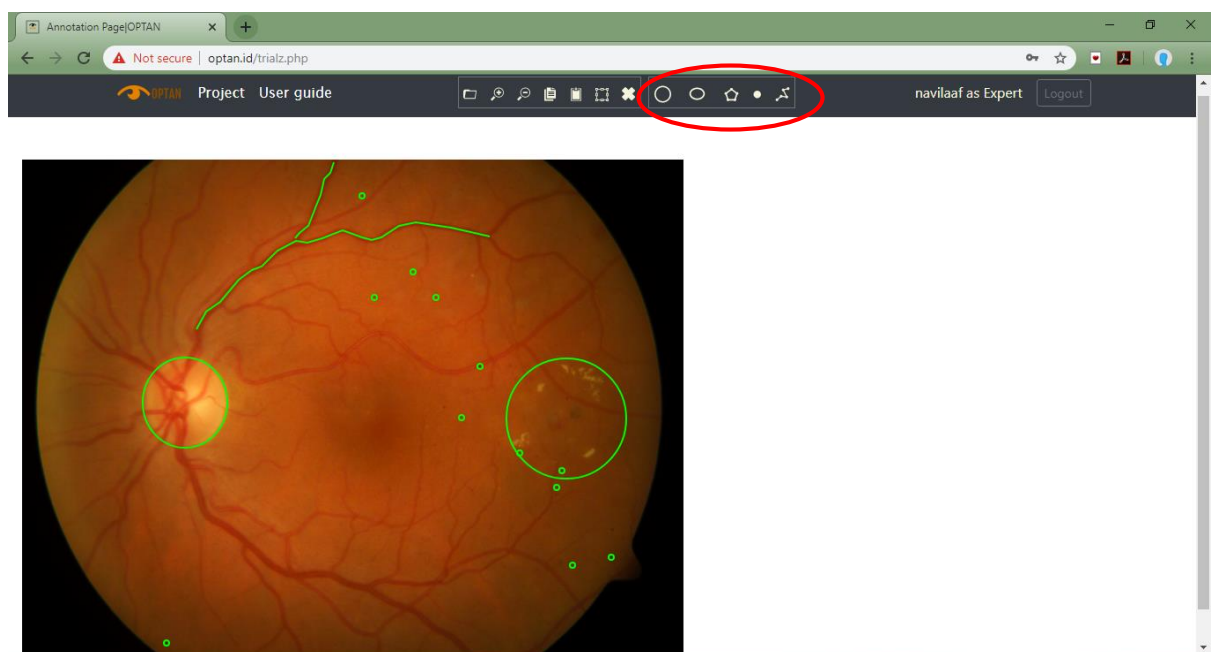 Annotation Page|OPTAN
Not secure | optan.id/trialz.php
OPTAN Project User guide navilaaf as Expert Logout